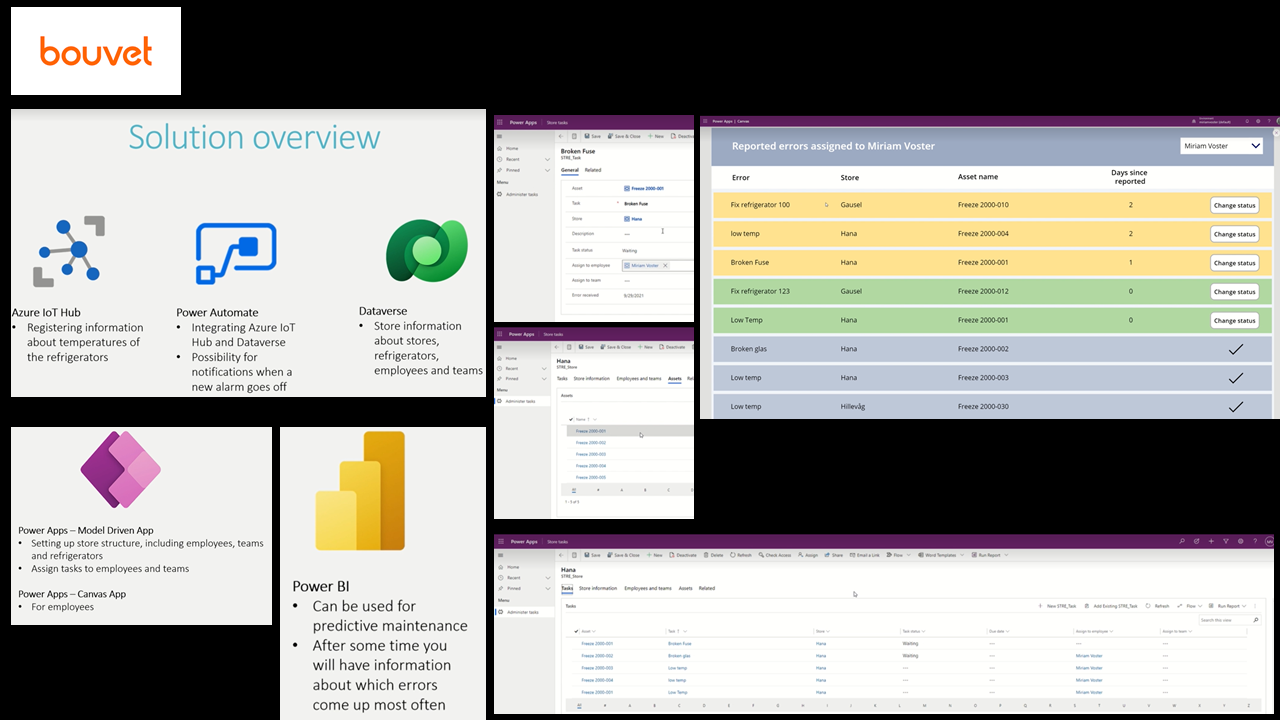 bouvet
Solution overview
Azure IoT Hub
• Registering information
about temperatures of
the refrigerators
Power Automate
• Integrating Azure IoT
Hub and Dataverse
• Possibility for
notifications when a
new alarm goes off
Dataverse
• Store information
about stores,
refrigerators,
employees and teams
Power Apps – Model Driven App
• Setting up store structure, including employees, teams
and refrigerators
• Assign tasks to employees and teams
Power Apps – Canvas App
• For employees
Power BI
• Can be used for
predictive maintenance
• After some time you
will have information
about which errors
come up most often
Power Apps Store tasks
Save Save & Close + New Deactivate
Home
Recent
Pinned
Menu
Administer tasks
Broken Fuse
STRE_Task
General Related
Asset Freeze 2000-001
Task * Broken Fuse
Store Hana
Description ---
Task status Waiting
Assign to employee Miriam Voster ×
Assign to team ---
Error received 9/28/2021
Power Apps Store tasks
Save Save & Close + New Deactivate
Home
Recent
Pinned
Menu
Administer tasks
Hana
STRE_Store
Tasks Store information Employees and teams Assets
Assets
Name ↑
Freeze 2000-001
Freeze 2000-002
Freeze 2000-003
Freeze 2000-004
Freeze 2000-005
# A B C
1 - 5 of 5
Power Apps | Canvas
Reported errors assigned to Miriam Voster Miriam Voster
Error Store Asset name Days since
reported
Fix refrigerator 100 Gausel Freeze 2000-010 2 Change status
low temp Hana Freeze 2000-004 2 Change status
Broken Fuse Hana Freeze 2000-001 1 Change status
Fix refrigerator 123 Gausel Freeze 2000-012 0 Change status
Low Temp Hana Freeze 2000-001 0 Change status
Broken glas Hana Freeze 2000-002
Low temp Hana Freeze 2000-003
Low temp Hillevåg Freeze 2000-030
Power Apps Store tasks
Save Save & Close + New Deactivate Delete Refresh Check Access Assign Share Email a Link Flow Word Templates Run Report
Home
Recent
Pinned
Menu
Administer tasks
Hana
STRE_Store
Tasks Store information Employees and teams Assets Related
Tasks New STRE_Task Add Existing STRE_Task Refresh Flow Run Report
Search this view
Asset Task ↑ Store Task status Due date Assign to employee Assign to team
Freeze 2000-001 Broken Fuse Hana Waiting --- --- ---
Freeze 2000-002 Broken glas Hana Waiting --- Miriam Voster ---
Freeze 2000-003 Low temp Hana --- --- Miriam Voster ---
Freeze 2000-004 low temp Hana --- --- Miriam Voster ---
Freeze 2000-001 Low Temp Hana --- --- Miriam Voster ---
# A B C D E F G H I J K L M N O P Q R S T U V W X Y Z